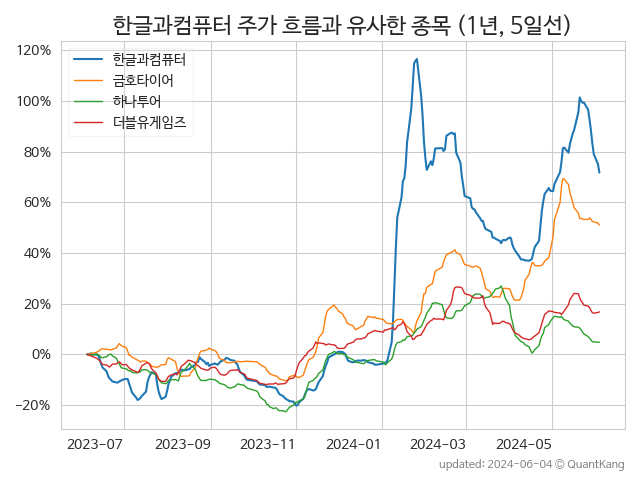 한글과컴퓨터 주가 흐름과 유사한 종목 (1년, 5일선)
120%
100%
80%
60%
40%
20%
0%
−20%
한글과컴퓨터
금호타이어
하나투어
더블유게임즈
2023-07 2023-09 2023-11 2024-01 2024-03 2024-05
updated: 2024-06-04 © QuantKang